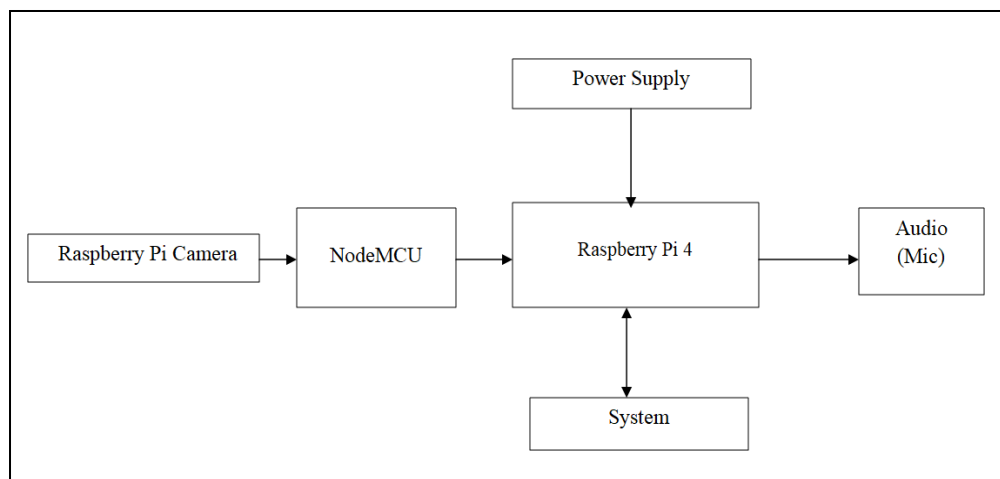 Power Supply
Raspberry Pi Camera
NodeMCU
Raspberry Pi 4
Audio
(Mic)
System